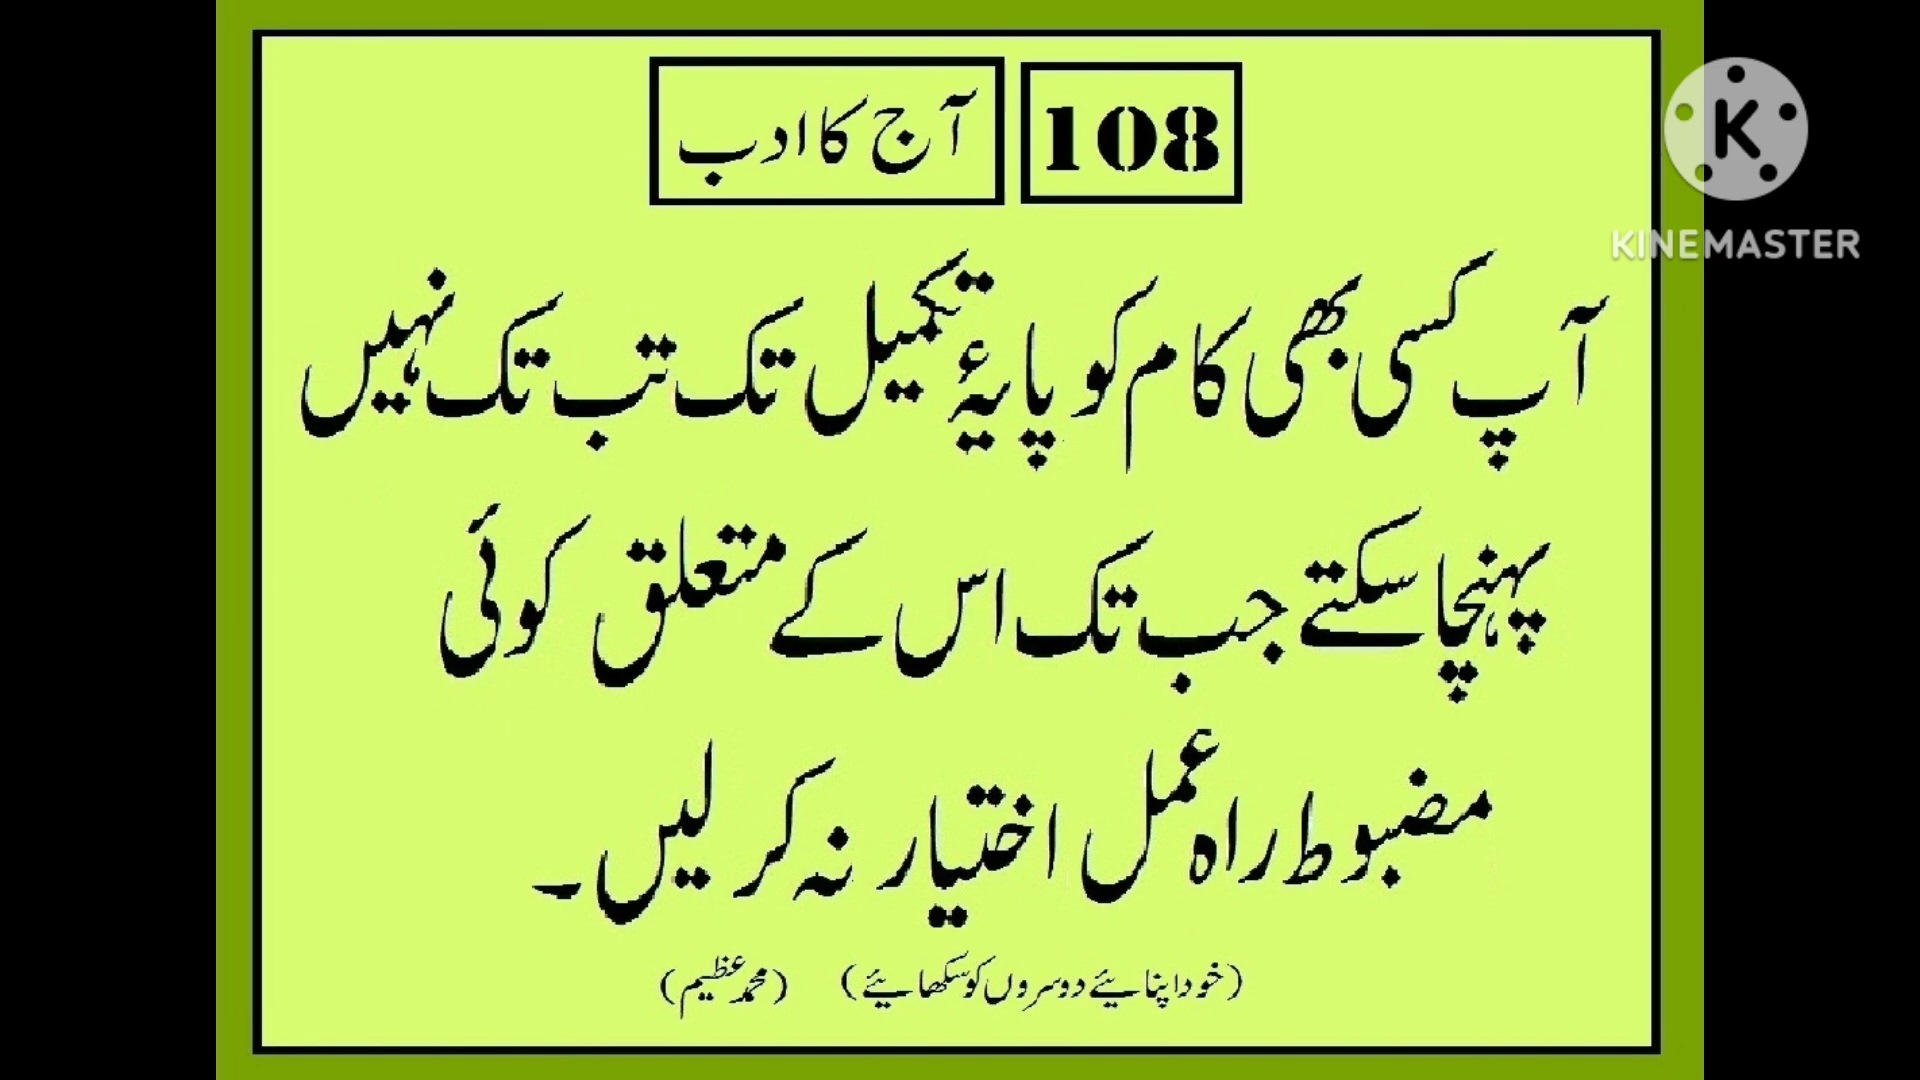 108 آج کا ادب
KINEMASTER
آپ کسی بھی کام کو پایۂ تکمیل تک تب تک نہیں
پہنچا سکتے جب تک اس کے متعلق کوئی
مضبوط راہ عمل اختیار نہ کر لیں۔
(خود اپنایئے دوسروں کو سکھایئے) (محمد عظیم)